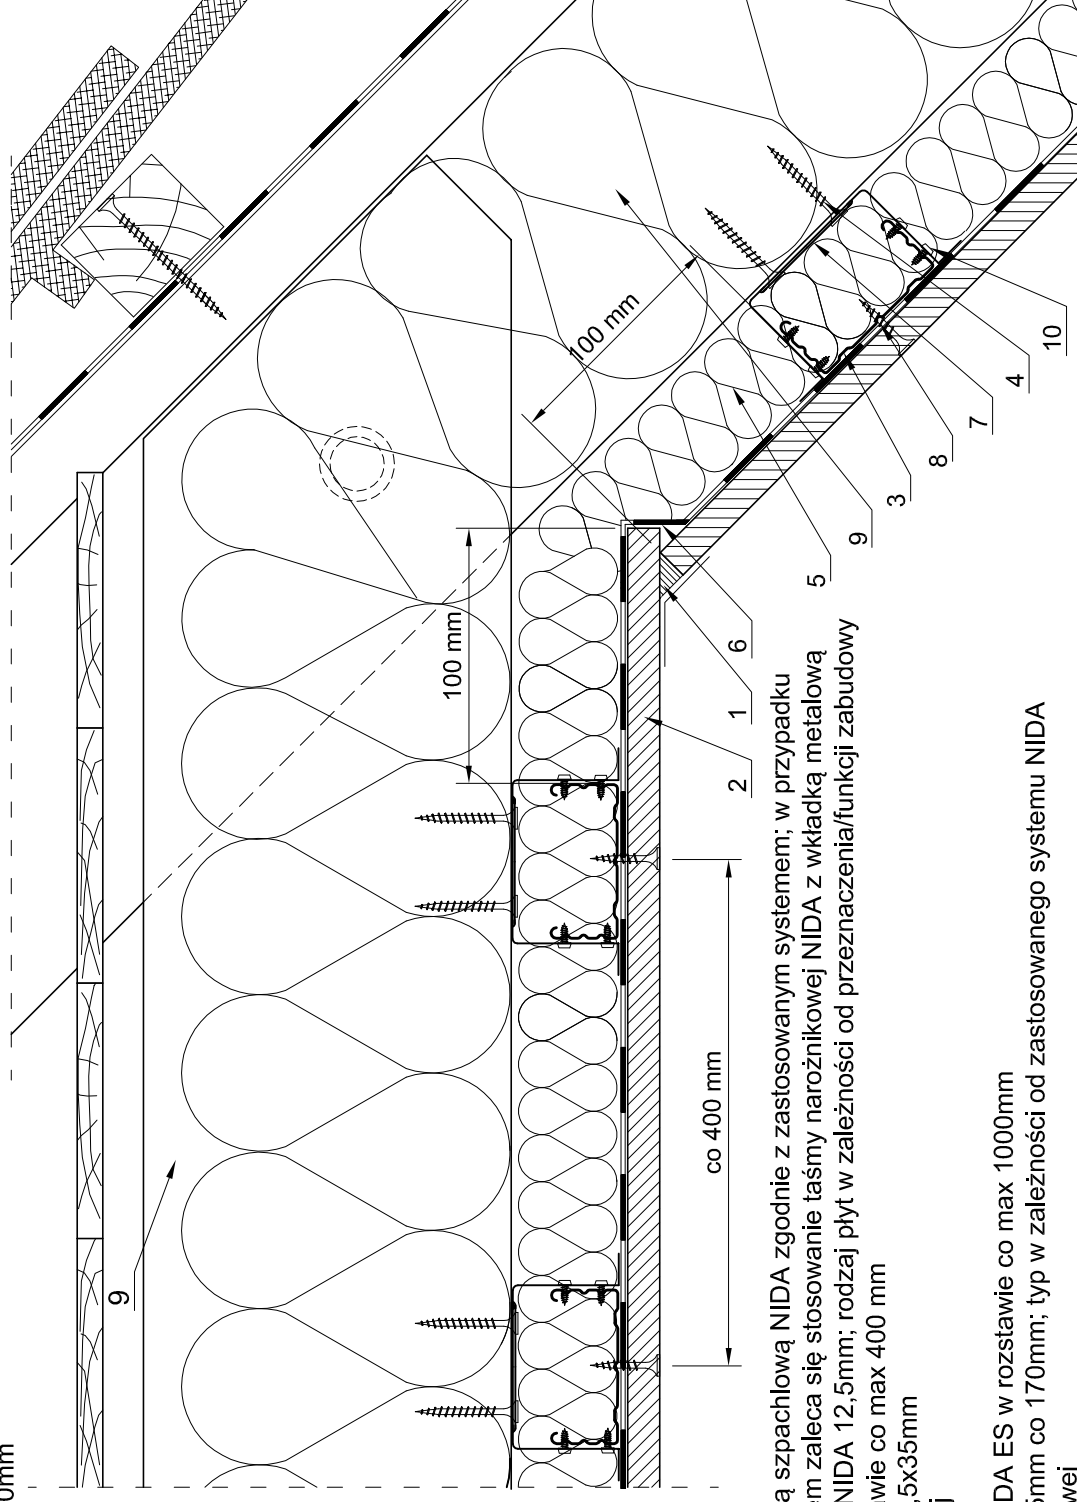 0mm
9
100 mm
100 mm
co 400 mm
2
1
6
5
9
3
8
7
4
10
ą szpachlową NIDA zgodnie z zastosowanym systemem; w przypadku
em zaleca się stosowanie taśmy narożnikowej NIDA z wkładką metalową
NIDA 12,5mm; rodzaj płyt w zależności od przeznaczenia/funkcji zabudowy
wie co max 400 mm
,5x35mm
j
DA ES w rozstawie co max 1000mm
5mm co 170mm; typ w zależności od zastosowanego systemu NIDA
wej